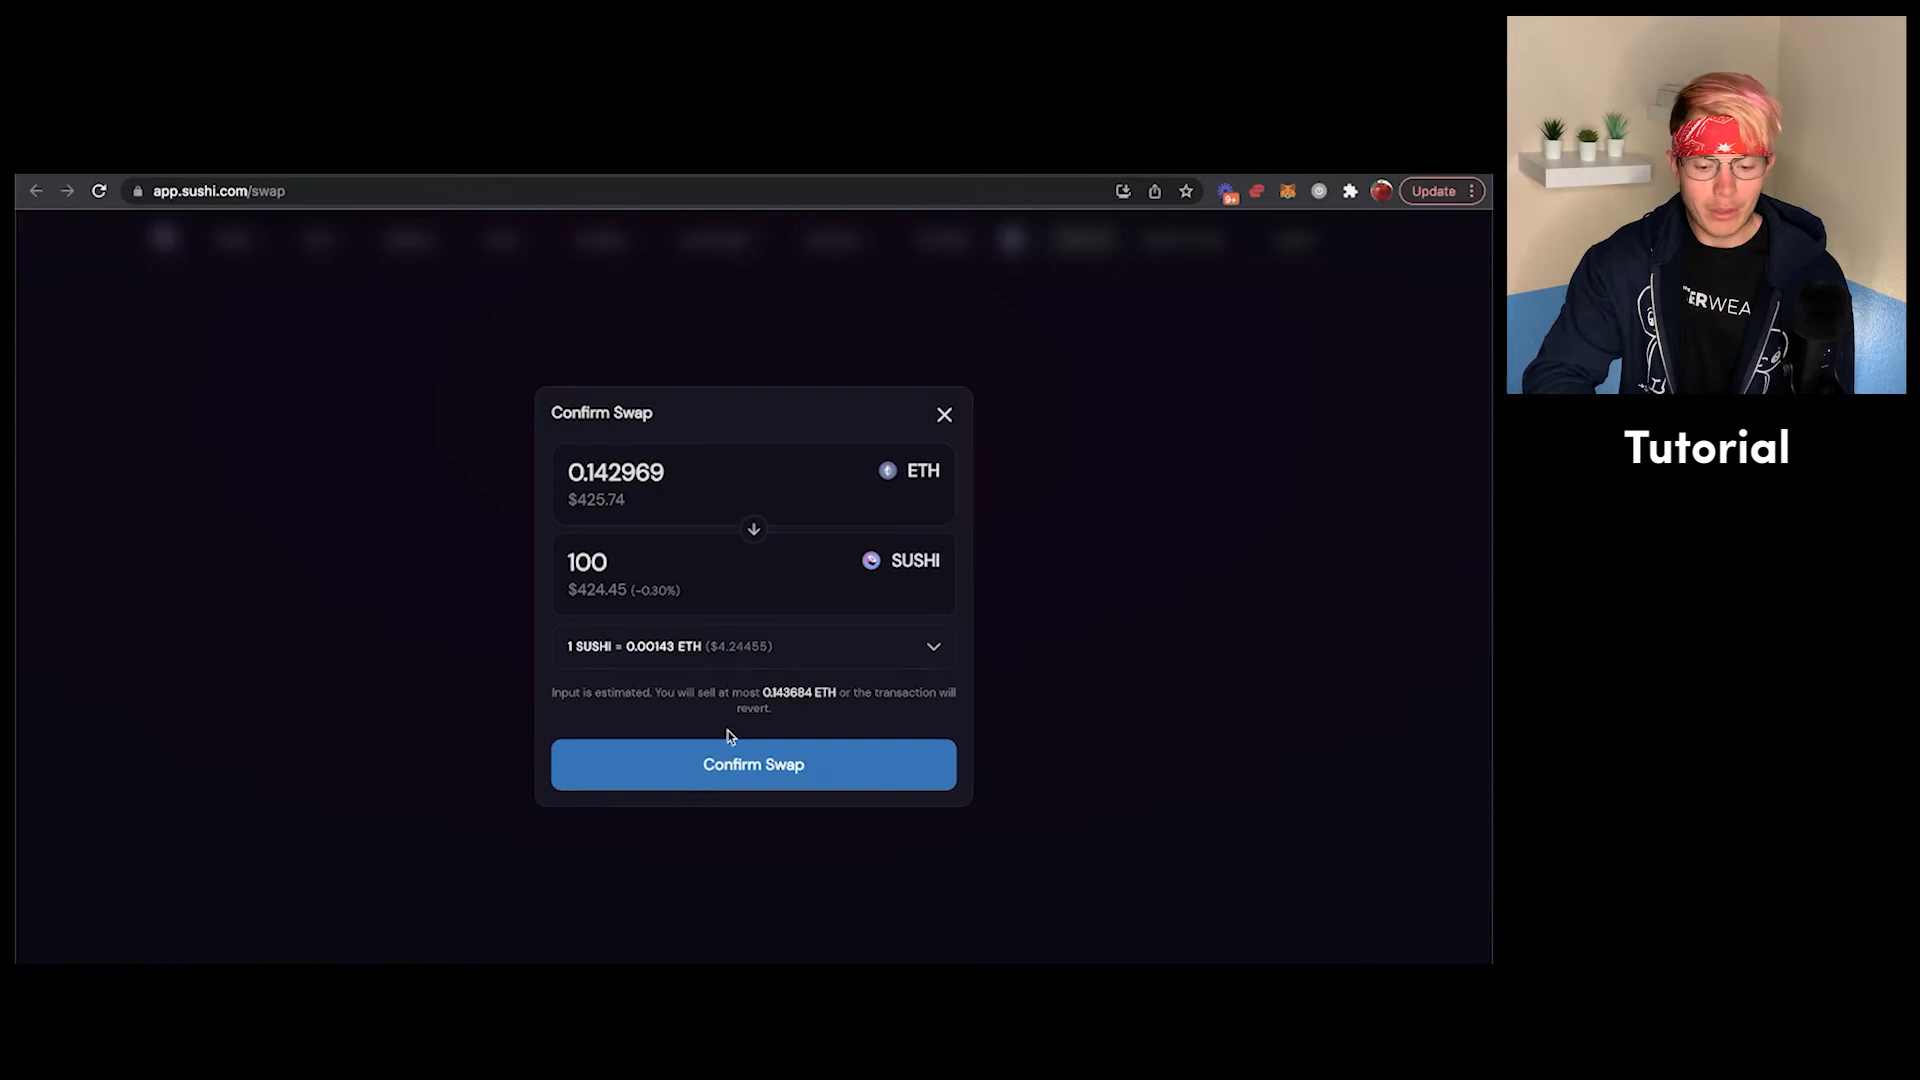 app.sushi.com/swap
9+
Update
Confirm Swap
0.142969
ETH
$425.74
100
SUSHI
$424.45 (-0.30%)
1 SUSHI = 0.00143 ETH ($4.24455)
Input is estimated. You will sell at most 0.143684 ETH or the transaction will
revert.
Confirm Swap
Tutorial